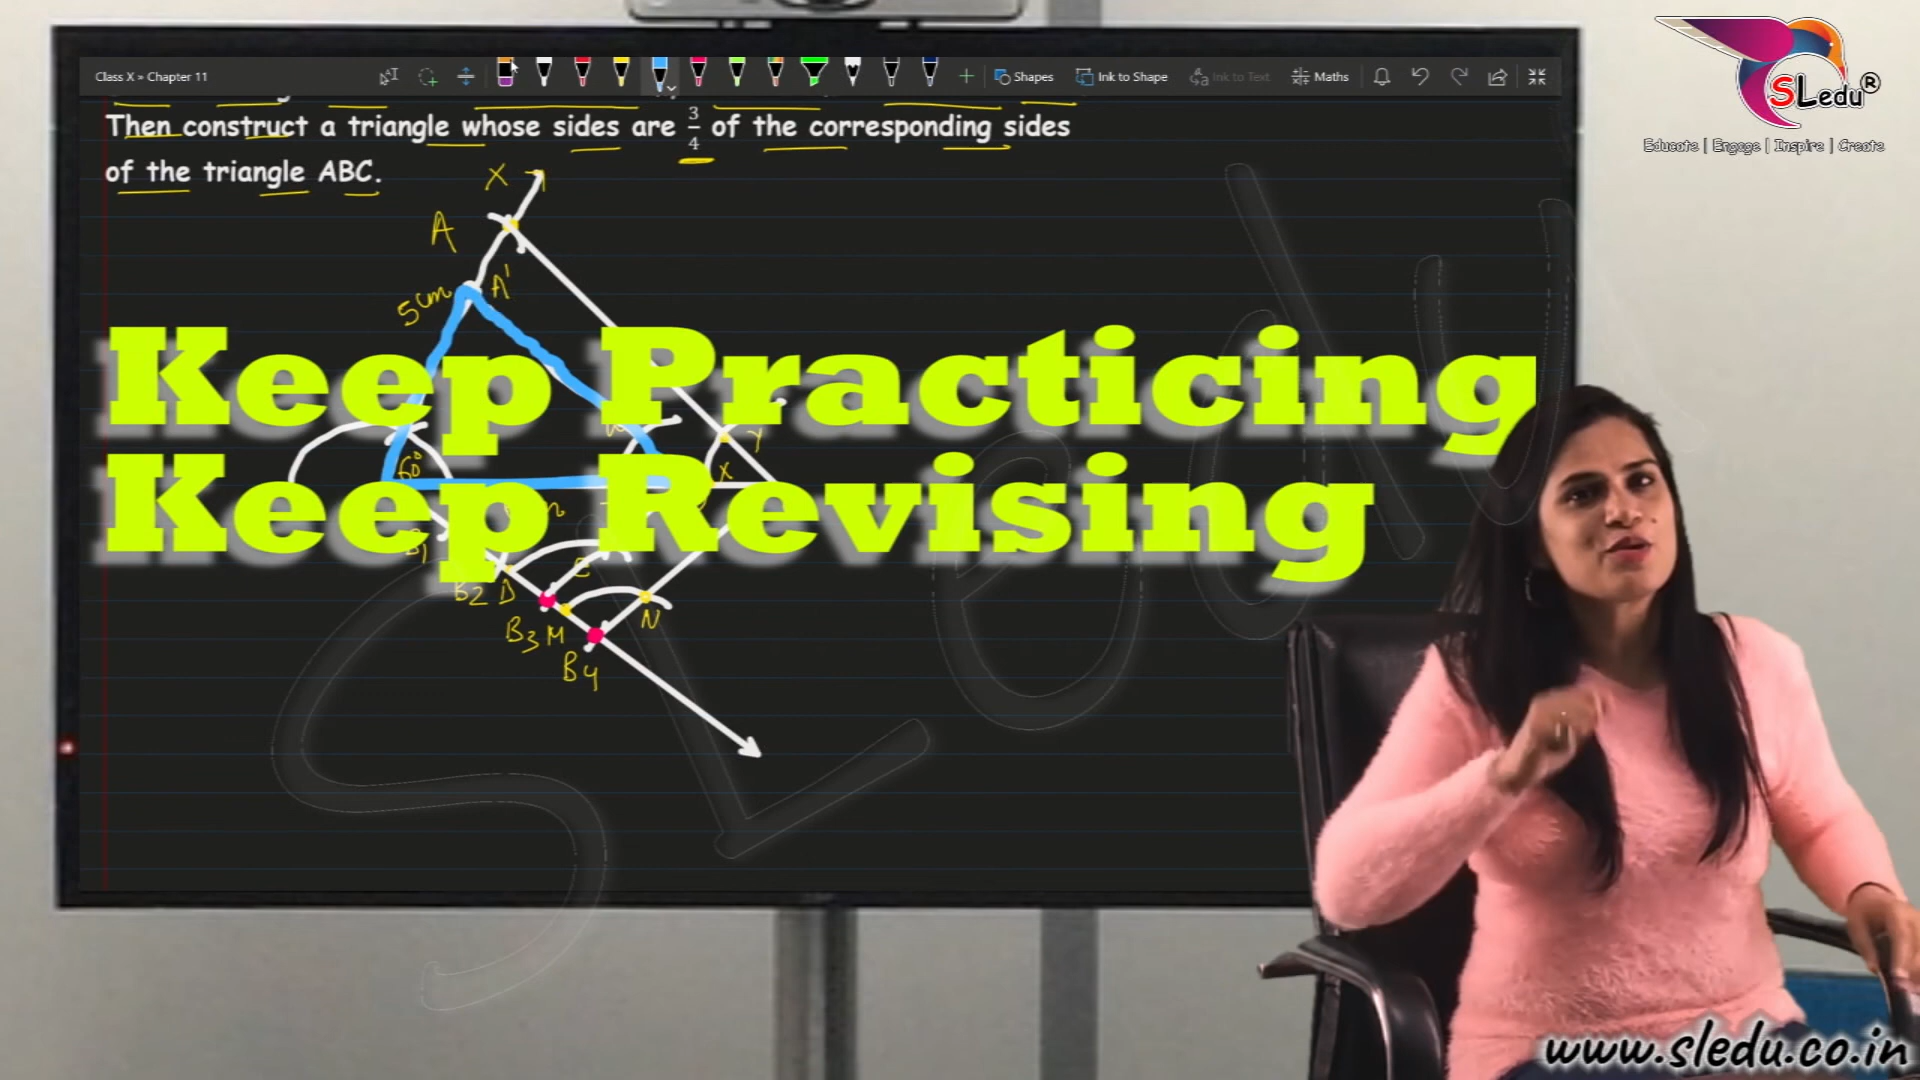 Class X » Chapter 11
Shapes
Ink to Shape
Ink to Text
Maths
SLedu®
Educate | Engage | Inspire | Create
Then construct a triangle whose sides are 3/4 of the corresponding sides
of the triangle ABC.
X
A
A'
5cm
Keep Practicing
Y
60°
X
Keep Revising
B1
E
B2 D
B3 M
N
B4
SLedu
www.sledu.co.in